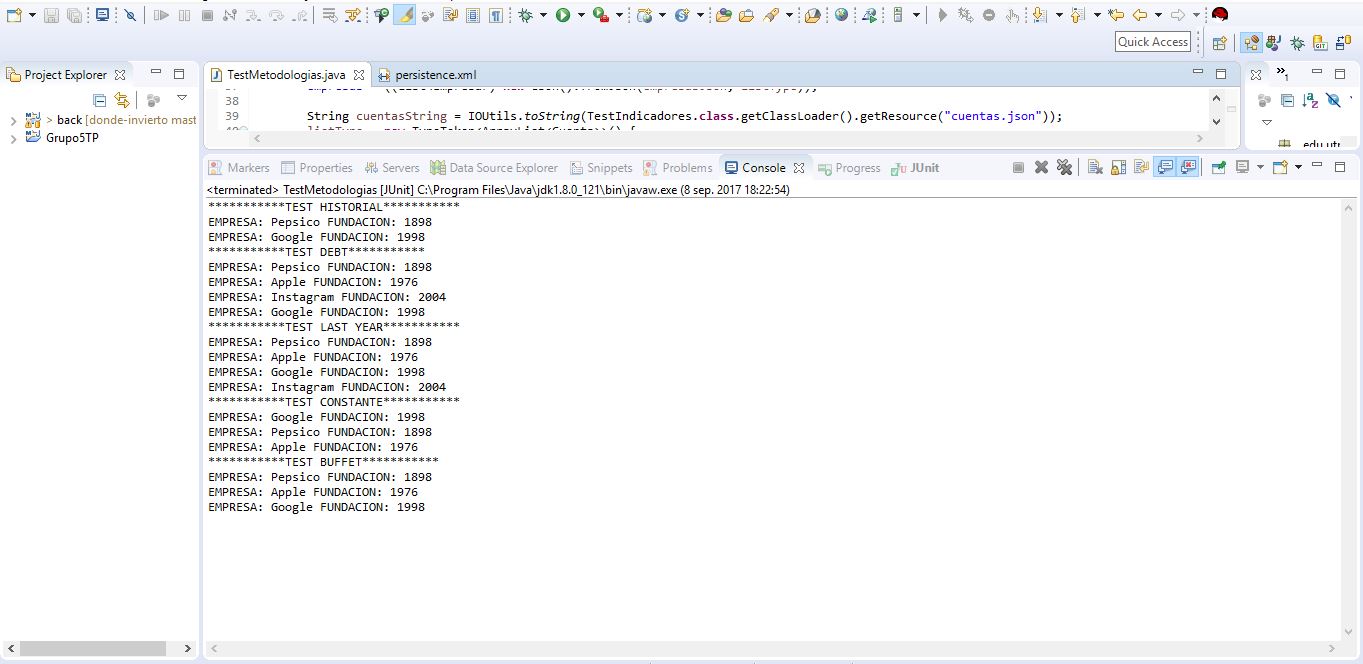 Quick Access
Project Explorer
> back [donde-invierto mast
Grupo5TP
TestMetodologias.java
persistence.xml
38
39 String cuentasString = IOUtils.toString(TestIndicadores.class.getClassLoader().getResource("cuentas.json"));
Markers Properties Servers Data Source Explorer Snippets Problems Console Progress JUnit
<terminated> TestMetodologias [JUnit] C:\Program Files\Java\jdk1.8.0_121\bin\javaw.exe (8 sep. 2017 18:22:54)
***********TEST HISTORIAL***********
EMPRESA: Pepsico FUNDACION: 1898
EMPRESA: Google FUNDACION: 1998
***********TEST DEBT***********
EMPRESA: Pepsico FUNDACION: 1898
EMPRESA: Apple FUNDACION: 1976
EMPRESA: Instagram FUNDACION: 2004
EMPRESA: Google FUNDACION: 1998
***********TEST LAST YEAR***********
EMPRESA: Pepsico FUNDACION: 1898
EMPRESA: Apple FUNDACION: 1976
EMPRESA: Google FUNDACION: 1998
EMPRESA: Instagram FUNDACION: 2004
***********TEST CONSTANTE***********
EMPRESA: Google FUNDACION: 1998
EMPRESA: Pepsico FUNDACION: 1898
EMPRESA: Apple FUNDACION: 1976
***********TEST BUFFET***********
EMPRESA: Pepsico FUNDACION: 1898
EMPRESA: Apple FUNDACION: 1976
EMPRESA: Google FUNDACION: 1998